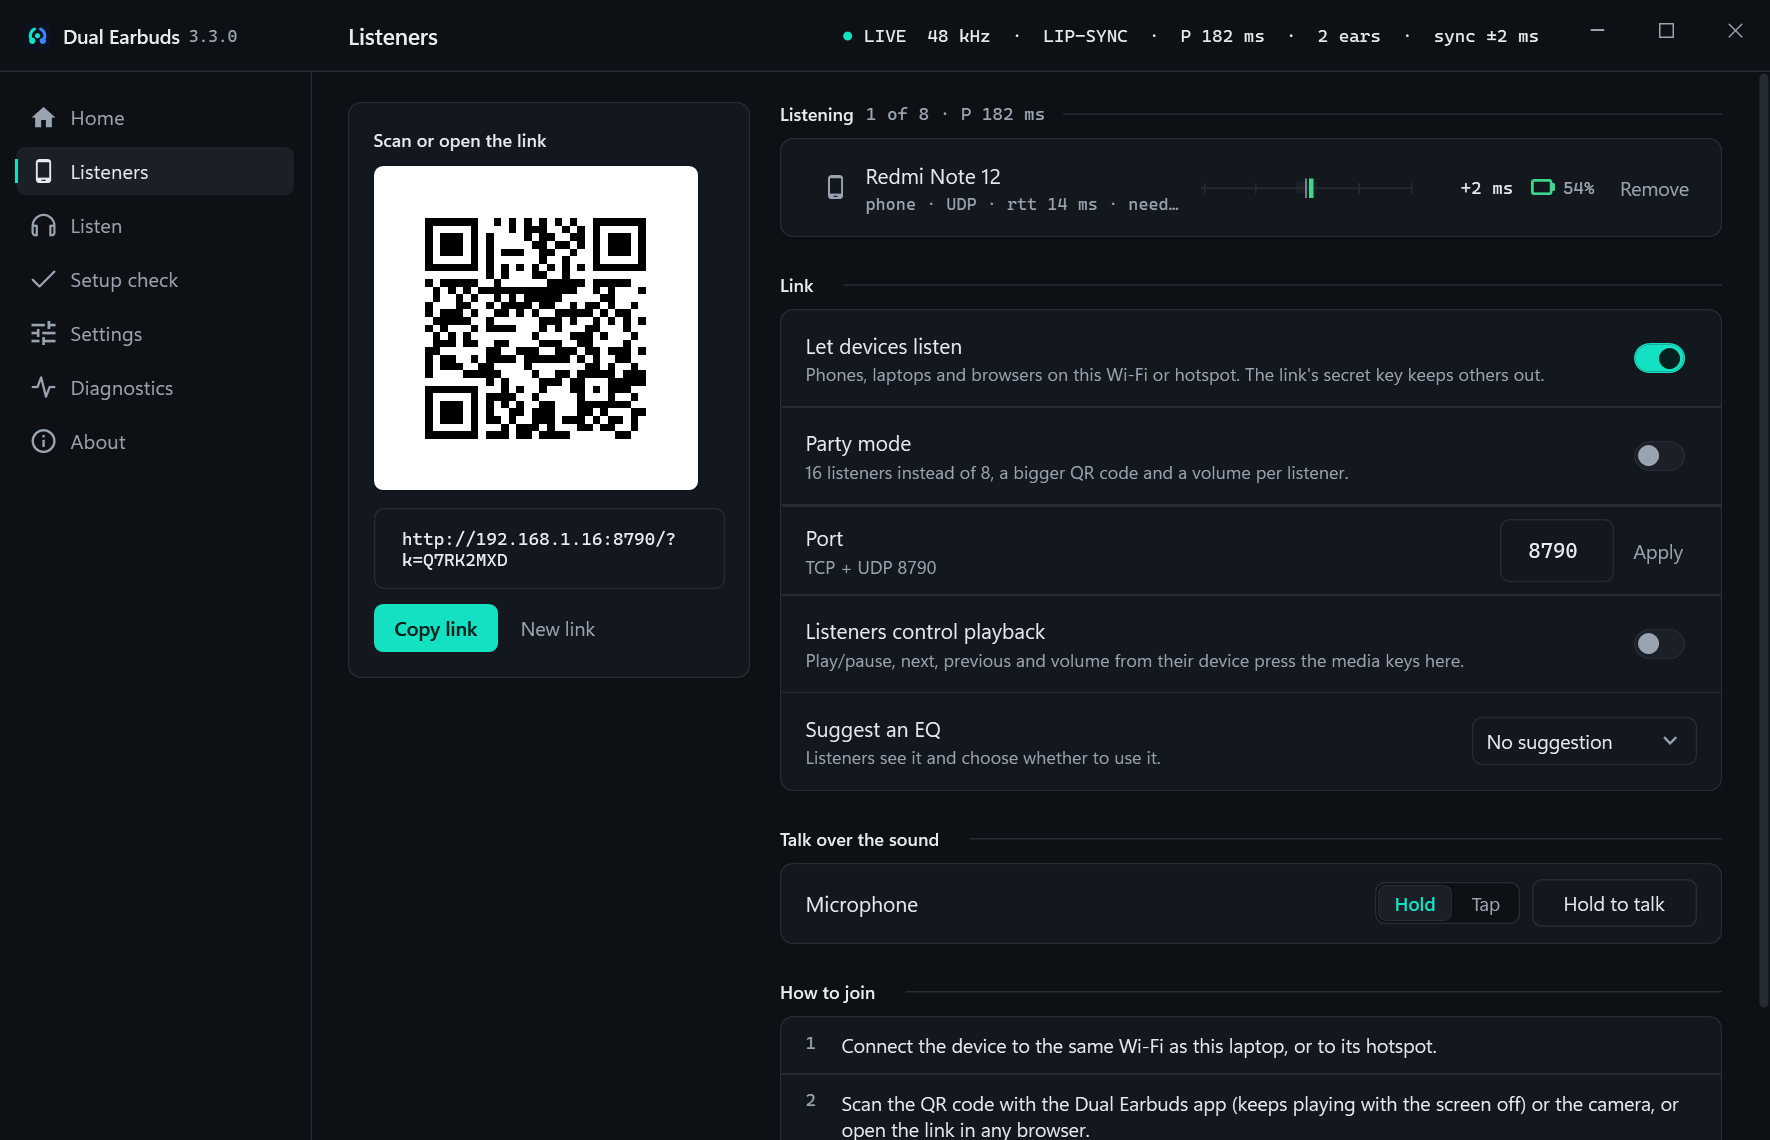 Dual Earbuds 3.3.0
Listeners
LIVE 48 kHz · LIP-SYNC · P 182 ms · 2 ears · sync ±2 ms
Home
Listeners
Listen
Setup check
Settings
Diagnostics
About
Scan or open the link
http://192.168.1.16:8790/?
k=Q7RK2MXD
Copy link
New link
Listening 1 of 8 · P 182 ms
Redmi Note 12
phone · UDP · rtt 14 ms · need…
+2 ms
54%
Remove
Link
Let devices listen
Phones, laptops and browsers on this Wi-Fi or hotspot. The link's secret key keeps others out.
Party mode
16 listeners instead of 8, a bigger QR code and a volume per listener.
Port
TCP + UDP 8790
8790
Apply
Listeners control playback
Play/pause, next, previous and volume from their device press the media keys here.
Suggest an EQ
Listeners see it and choose whether to use it.
No suggestion
Talk over the sound
Microphone
Hold
Tap
Hold to talk
How to join
1 Connect the device to the same Wi-Fi as this laptop, or to its hotspot.
2 Scan the QR code with the Dual Earbuds app (keeps playing with the screen off) or the camera, or
open the link in any browser.